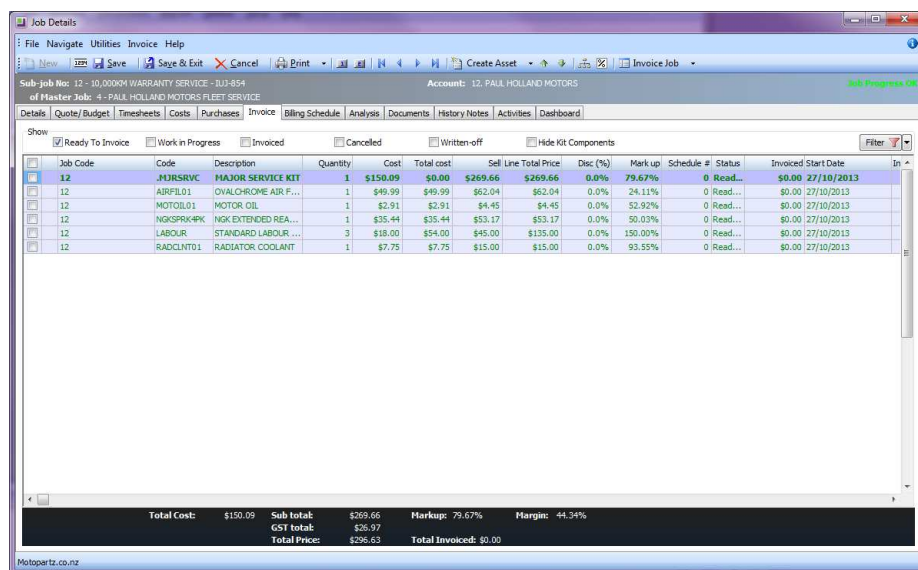 Job Details
File Navigate Utilities Invoice Help
New Save Save & Exit Cancel Print Create Asset Invoice Job
Sub-job No: 12 - 10,000KM WARRANTY SERVICE - IUJ-854 Account: 12, PAUL HOLLAND MOTORS Job Progress OK
of Master Job: 4 - PAUL HOLLAND MOTORS FLEET SERVICE
Details Quote/Budget Timesheets Costs Purchases Invoice Billing Schedule Analysis Documents History Notes Activities Dashboard
Show
Ready To Invoice Work in Progress Invoiced Cancelled Written-off Hide Kit Components Filter
Job Code Code Description Quantity Cost Total cost Sell Line Total Price Disc (%) Mark up Schedule # Status Invoiced Start Date In
12 .MJRSRVC MAJOR SERVICE KIT 1 $150.09 $0.00 $269.66 $269.66 0.0% 79.67% 0 Read... $0.00 27/10/2013
12 AIRFIL01 OVALCHROME AIR F... 1 $49.99 $49.99 $62.04 $62.04 0.0% 24.11% 0 Read... $0.00 27/10/2013
12 MOTOIL01 MOTOR OIL 1 $2.91 $2.91 $4.45 $4.45 0.0% 52.92% 0 Read... $0.00 27/10/2013
12 NGKSPRK4PK NGK EXTENDED REA... 1 $35.44 $35.44 $53.17 $53.17 0.0% 50.03% 0 Read... $0.00 27/10/2013
12 LABOUR STANDARD LABOUR ... 3 $18.00 $54.00 $45.00 $135.00 0.0% 150.00% 0 Read... $0.00 27/10/2013
12 RADCLNT01 RADIATOR COOLANT 1 $7.75 $7.75 $15.00 $15.00 0.0% 93.55% 0 Read... $0.00 27/10/2013
Total Cost: $150.09 Sub total: $269.66 Markup: 79.67% Margin: 44.34%
GST total: $26.97
Total Price: $296.63 Total Invoiced: $0.00
Motopartz.co.nz